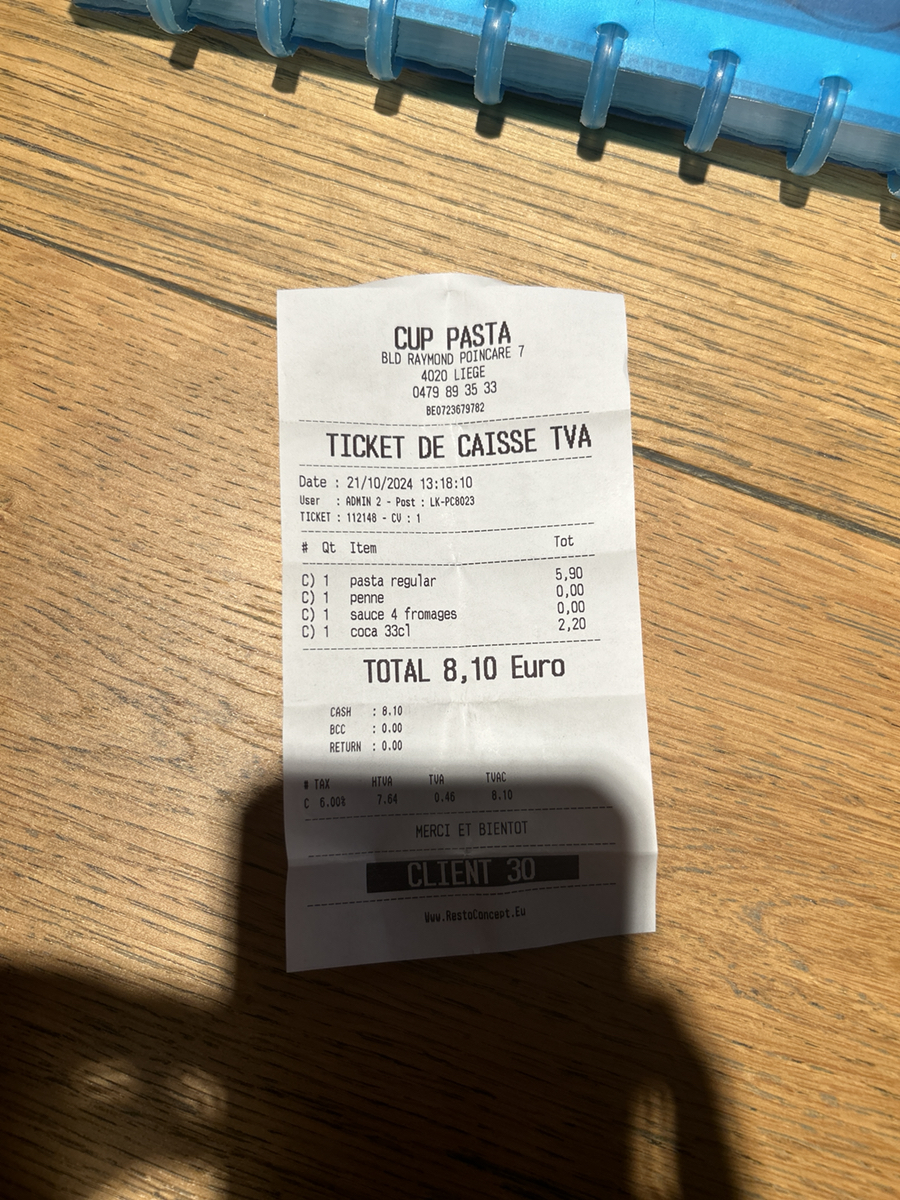 CUP PASTA
BLD RAYMOND POINCARE 7
4020 LIEGE
0479 89 35 33
BE0723679782
TICKET DE CAISSE TVA
Date : 21/10/2024 13:18:10
User : ADMIN 2 - Post : LK-PC8023
TICKET : 112148 - CV : 1
# Qt Item Tot
C) 1 pasta regular 5,90
C) 1 penne 0,00
C) 1 sauce 4 fromages 0,00
C) 1 coca 33cl 2,20
TOTAL 8,10 Euro
CASH : 8.10
BCC : 0.00
RETURN : 0.00
# TAX HTVA TVA TVAC
C 6.00% 7.64 0.46 8.10
MERCI ET BIENTOT
CLIENT 30
Www.RestoConcept.Eu